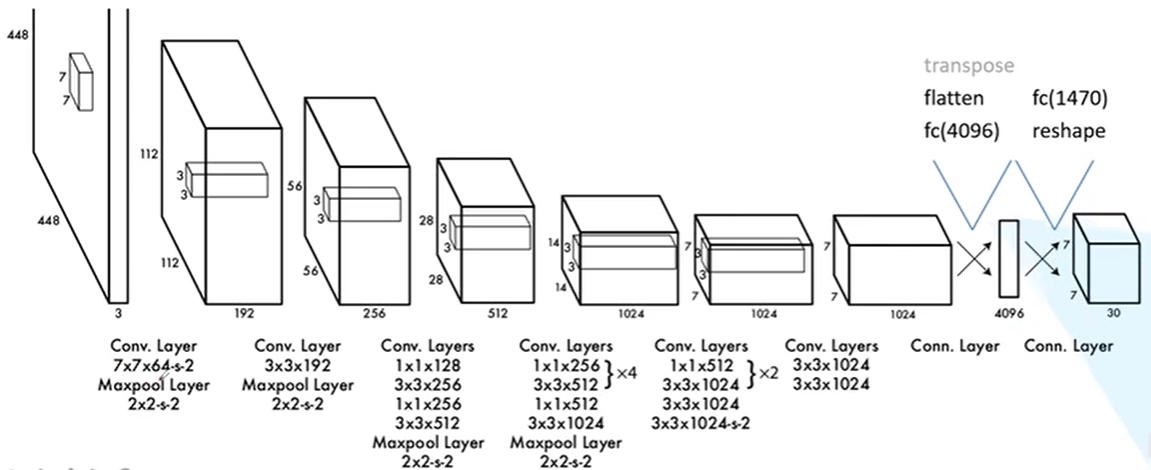 448
7
7
448
3
112
3
3
112
192
56
3
3
56
256
28
3
3
28
512
14
3
3
14
1024
7
3
3
7
1024
7
7
1024
transpose
flatten
fc(4096)
fc(1470)
reshape
4096
7
7
30
Conv. Layer
7x7x64-s-2
Maxpool Layer
2x2-s-2
Conv. Layer
3x3x192
Maxpool Layer
2x2-s-2
Conv. Layers
1x1x128
3x3x256
1x1x256
3x3x512
Maxpool Layer
2x2-s-2
Conv. Layers
1x1x256
3x3x512
}×4
1x1x512
3x3x1024
Maxpool Layer
2x2-s-2
Conv. Layers
1x1x512
3x3x1024
}×2
3x3x1024
3x3x1024-s-2
Conv. Layers
3x3x1024
3x3x1024
Conn. Layer
Conn. Layer